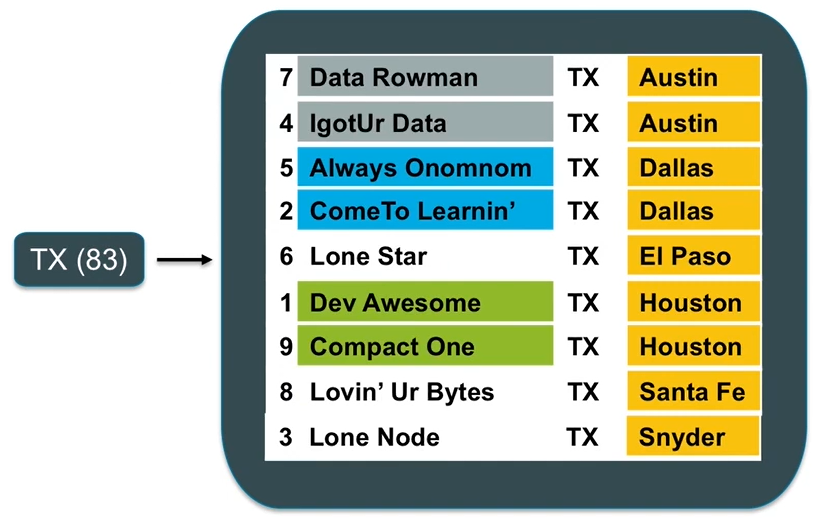 TX (83)
7 Data Rowman TX Austin
4 IgotUr Data TX Austin
5 Always Onomnom TX Dallas
2 ComeTo Learnin’ TX Dallas
6 Lone Star TX El Paso
1 Dev Awesome TX Houston
9 Compact One TX Houston
8 Lovin’ Ur Bytes TX Santa Fe
3 Lone Node TX Snyder